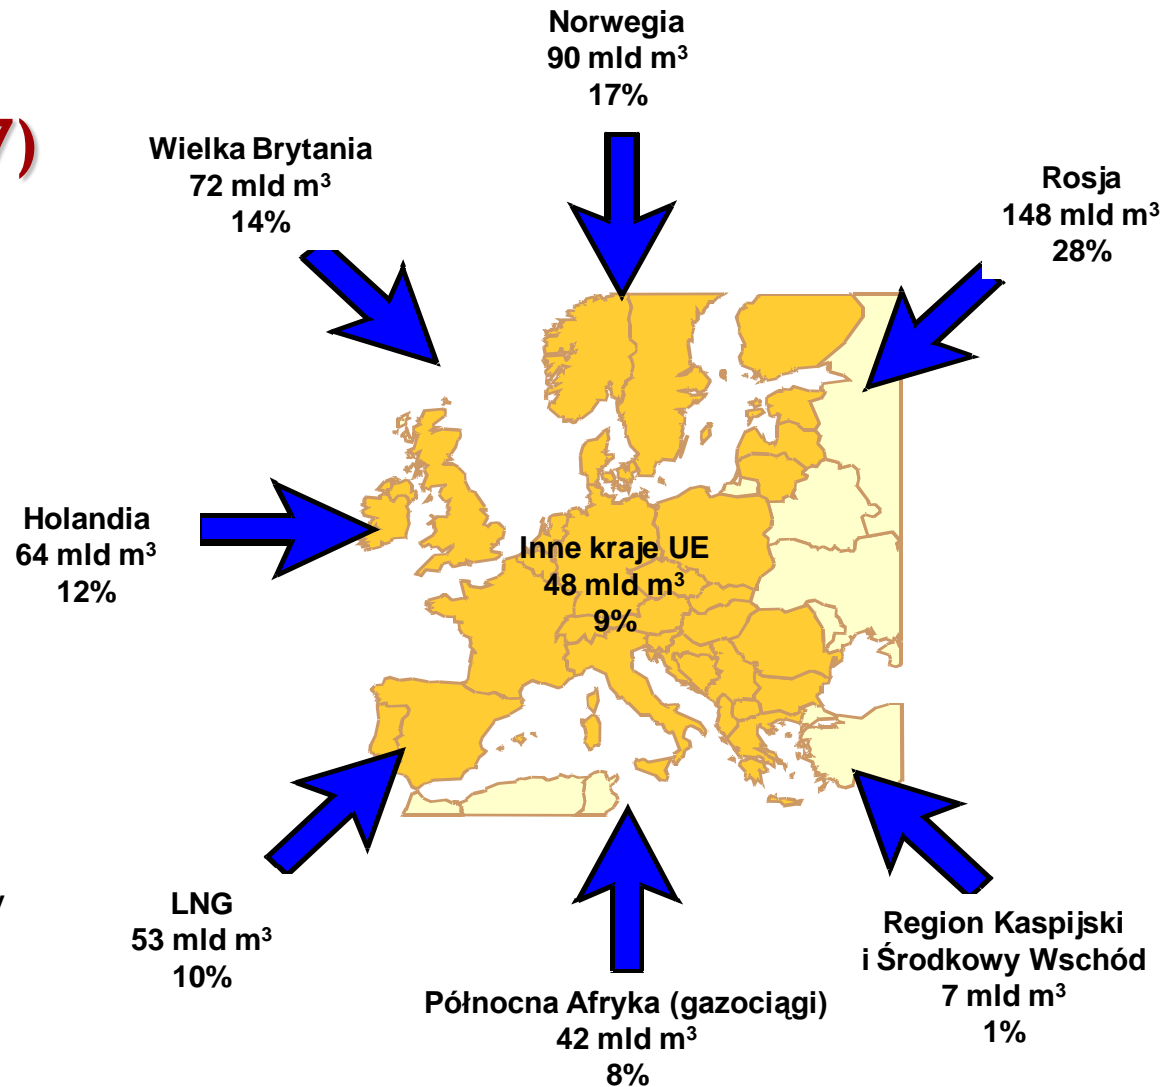 Norwegia
90 mld m³
17%
7)
Wielka Brytania
72 mld m³
14%
Rosja
148 mld m³
28%
Holandia
64 mld m³
12%
Inne kraje UE
48 mld m³
9%
LNG
53 mld m³
10%
Północna Afryka (gazociągi)
42 mld m³
8%
Region Kaspijski
i Środkowy Wschód
7 mld m³
1%